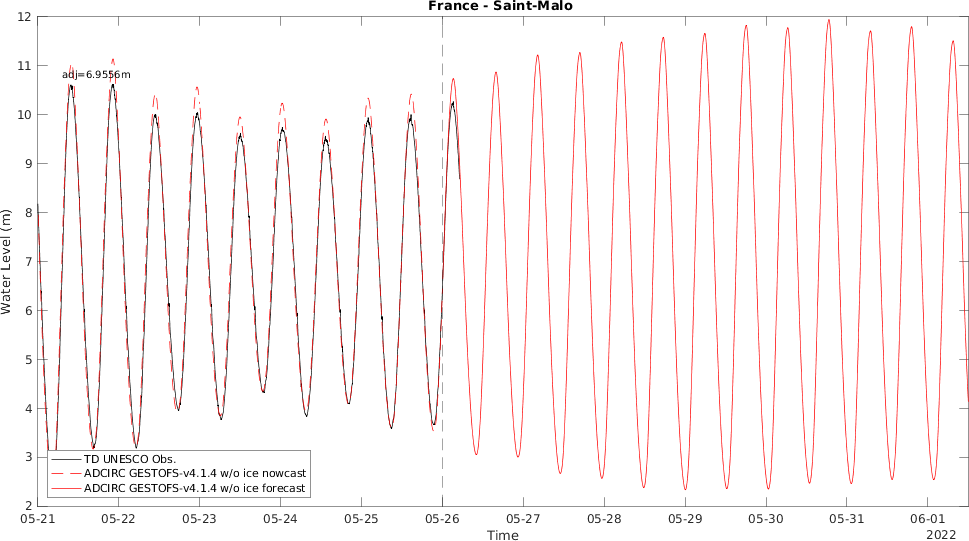 France - Saint-Malo
12
11
10
9
8
7
6
5
4
3
2
Water Level (m)
adj=6.9556m
TD UNESCO Obs.
ADCIRC GESTOFS-v4.1.4 w/o ice nowcast
ADCIRC GESTOFS-v4.1.4 w/o ice forecast
05-21 05-22 05-23 05-24 05-25 05-26 05-27 05-28 05-29 05-30 05-31 06-01
2022
Time